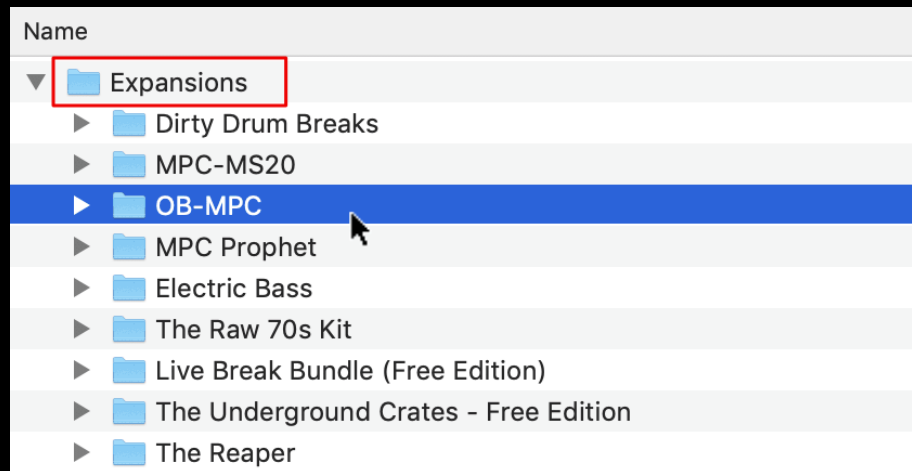 Name
Expansions
Dirty Drum Breaks
MPC-MS20
OB-MPC
MPC Prophet
Electric Bass
The Raw 70s Kit
Live Break Bundle (Free Edition)
The Underground Crates - Free Edition
The Reaper